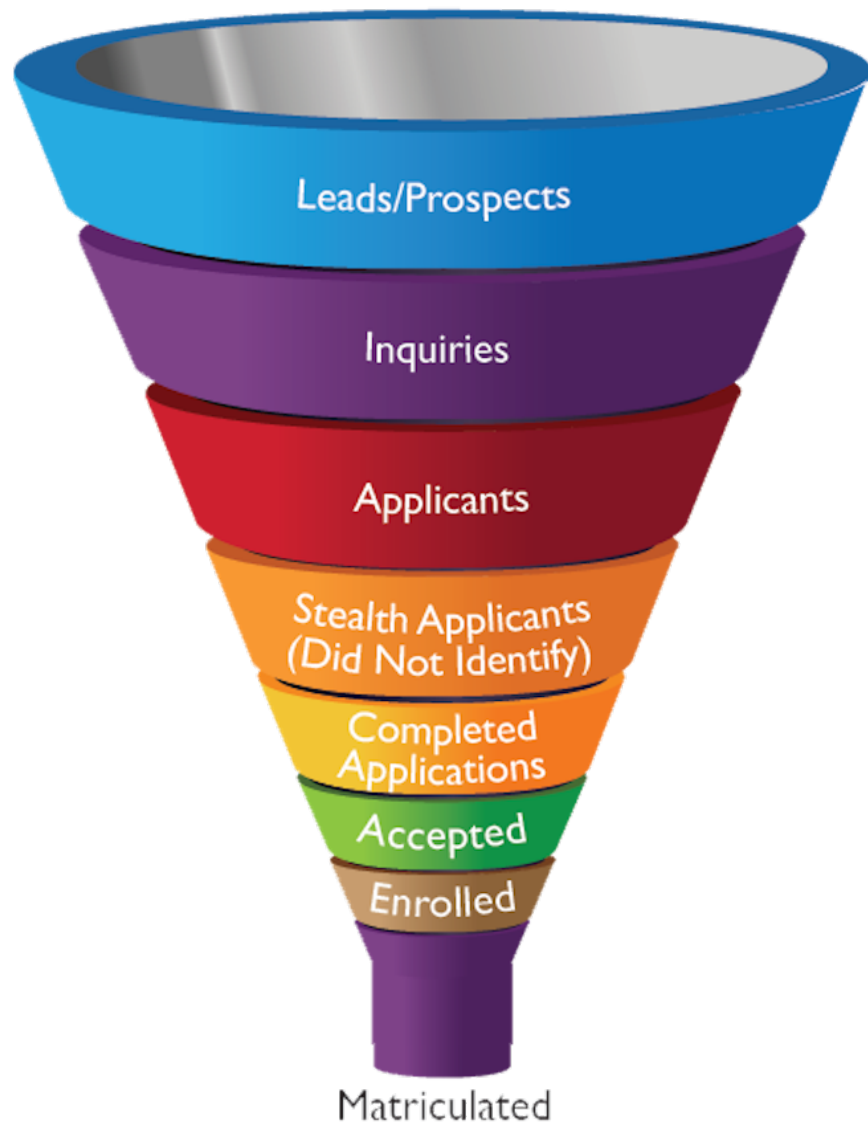 Leads/Prospects
Inquiries
Applicants
Stealth Applicants
(Did Not Identify)
Completed
Applications
Accepted
Enrolled
Matriculated